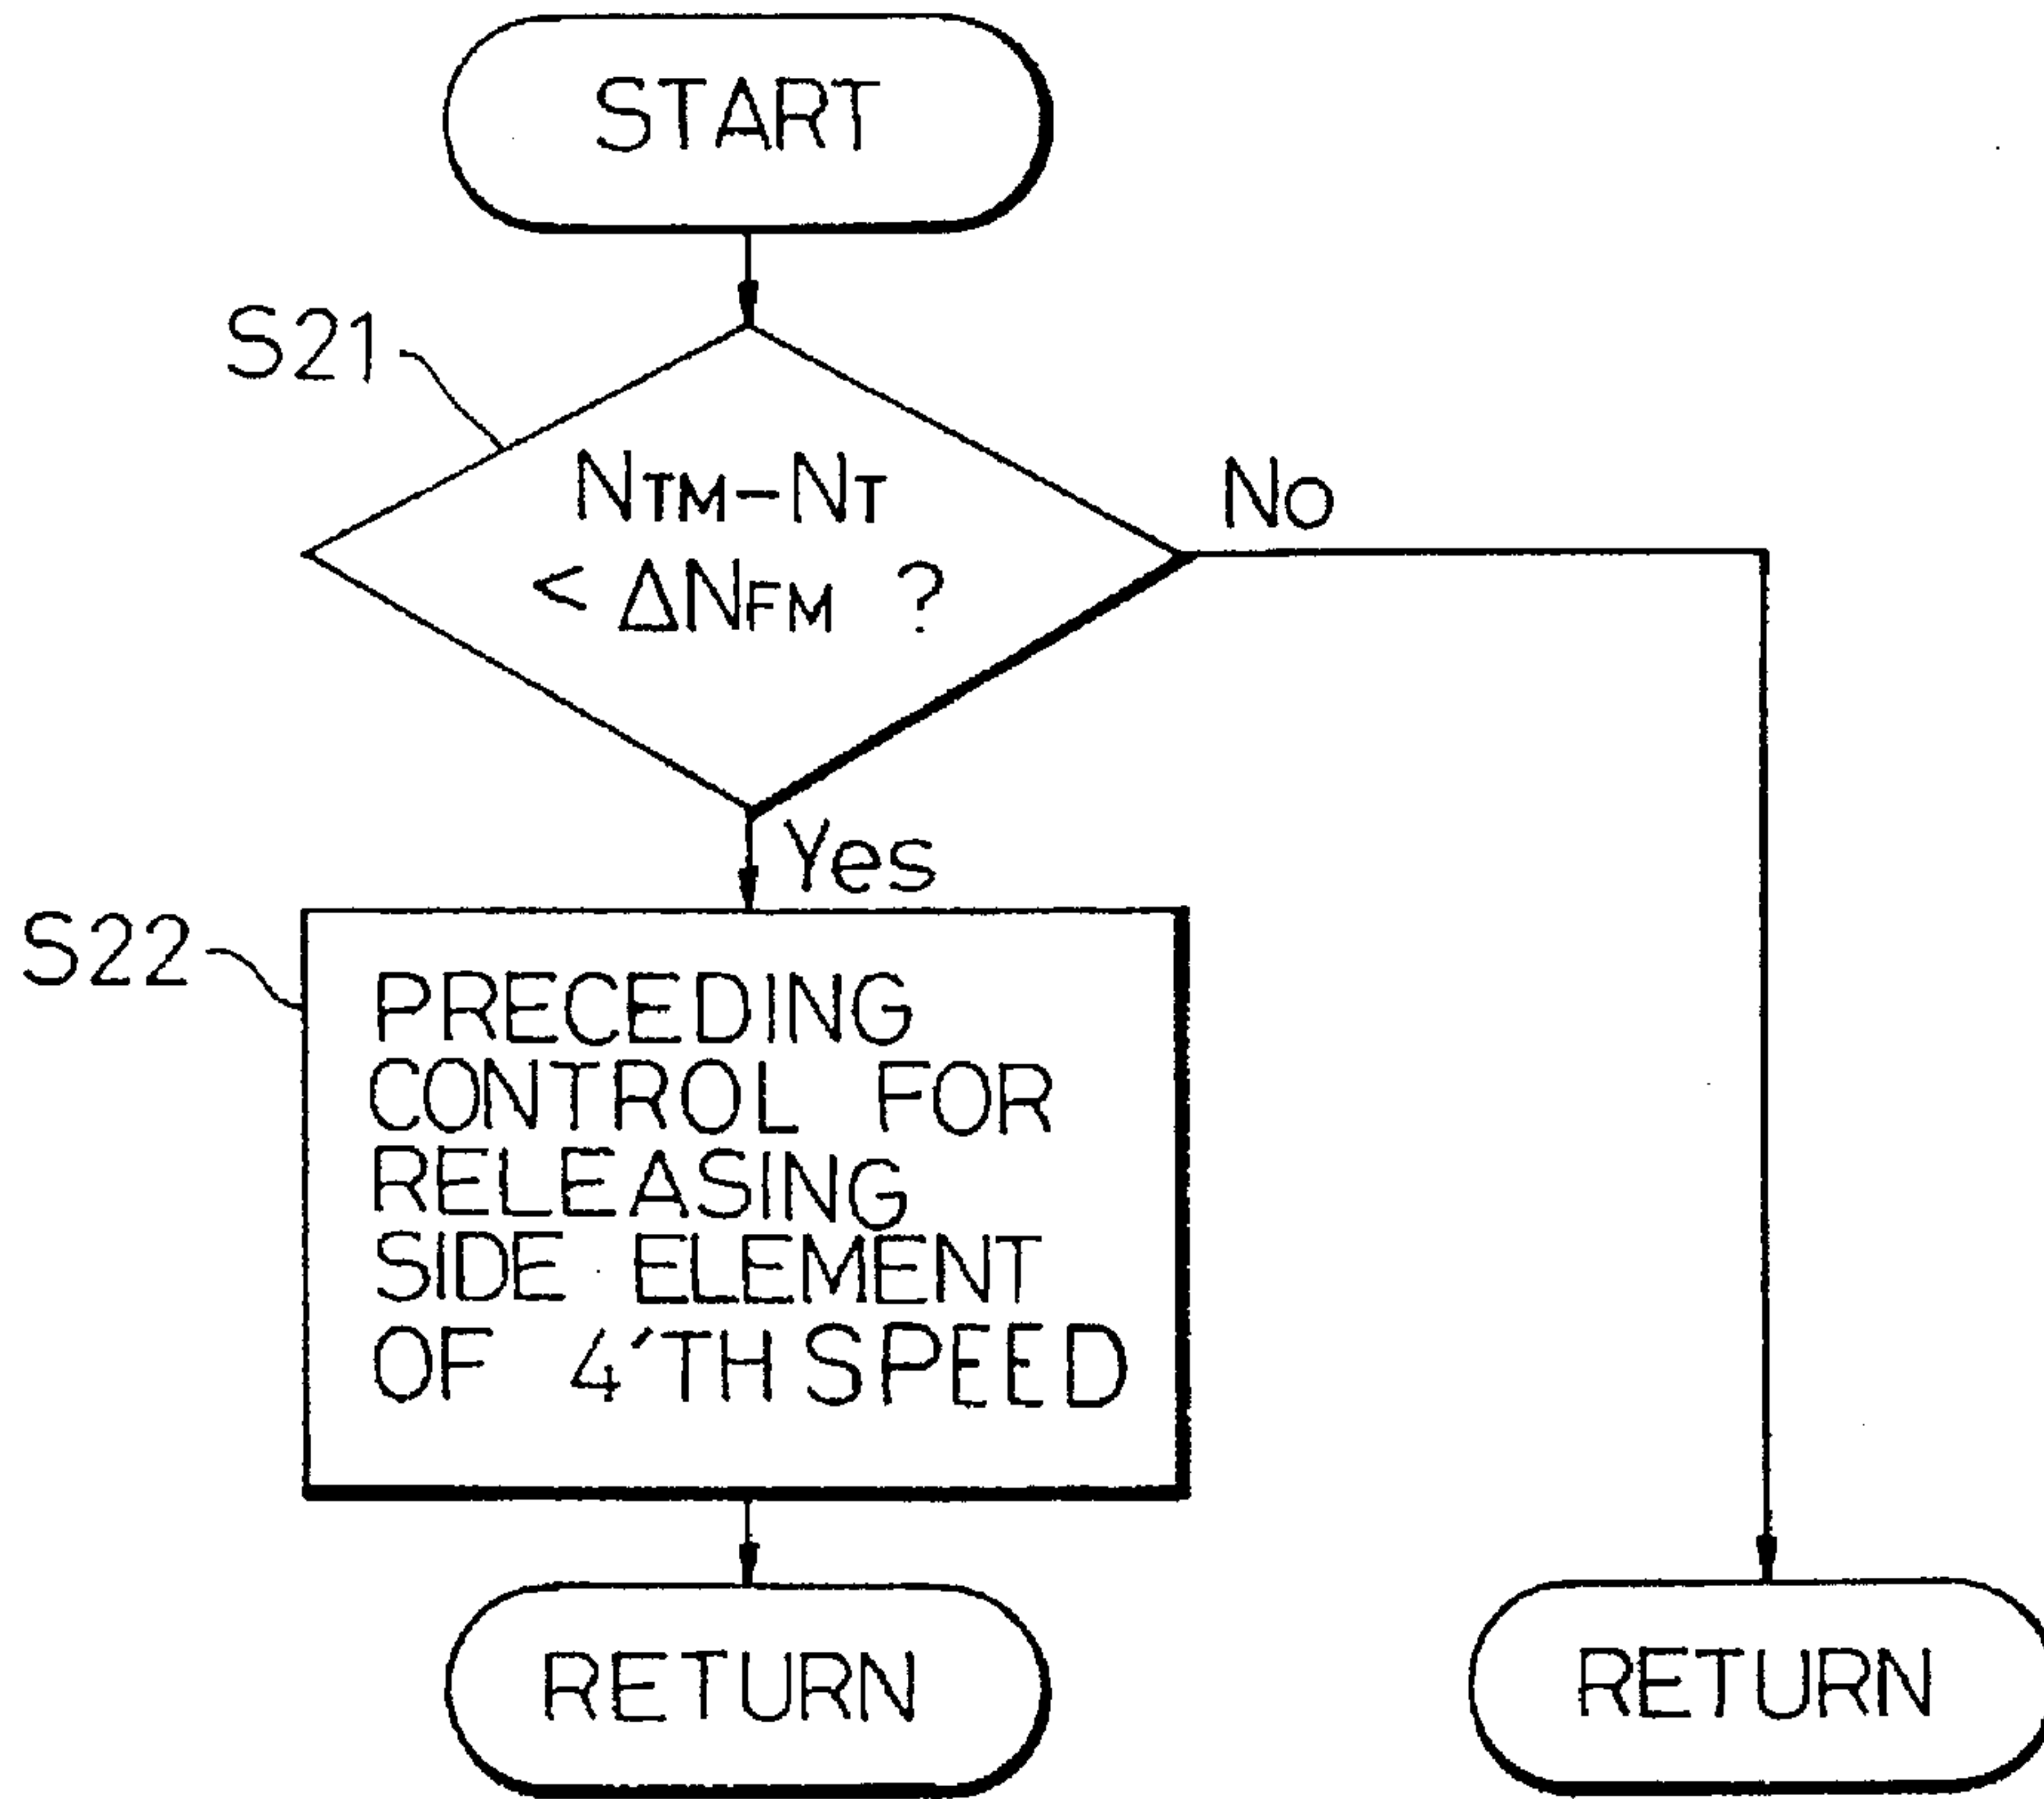 START
S21
NTM-NT
< ΔNFM ?
No
Yes
S22
PRECEDING
CONTROL FOR
RELEASING
SIDE ELEMENT
OF 4'TH SPEED
RETURN
RETURN